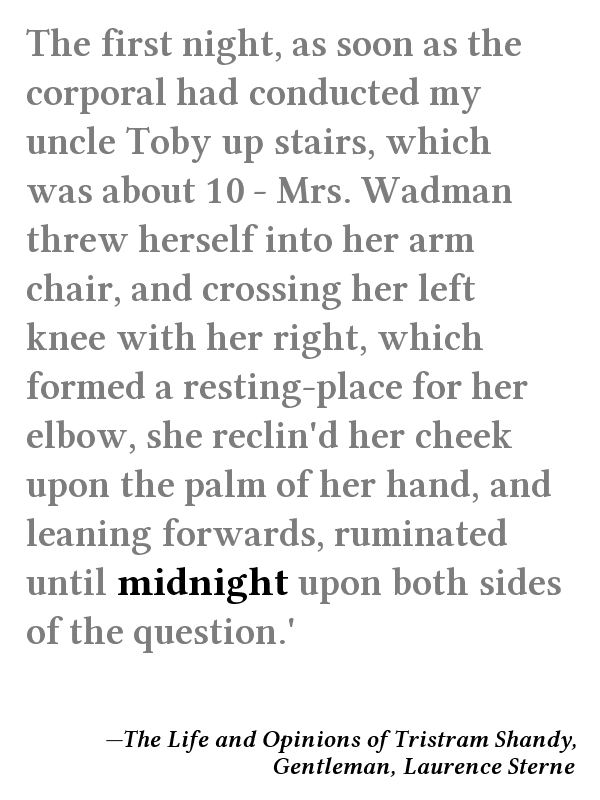 The first night, as soon as the
corporal had conducted my
uncle Toby up stairs, which
was about 10 - Mrs. Wadman
threw herself into her arm
chair, and crossing her left
knee with her right, which
formed a resting-place for her
elbow, she reclin'd her cheek
upon the palm of her hand, and
leaning forwards, ruminated
until midnight upon both sides
of the question.'
—The Life and Opinions of Tristram Shandy,
Gentleman, Laurence Sterne